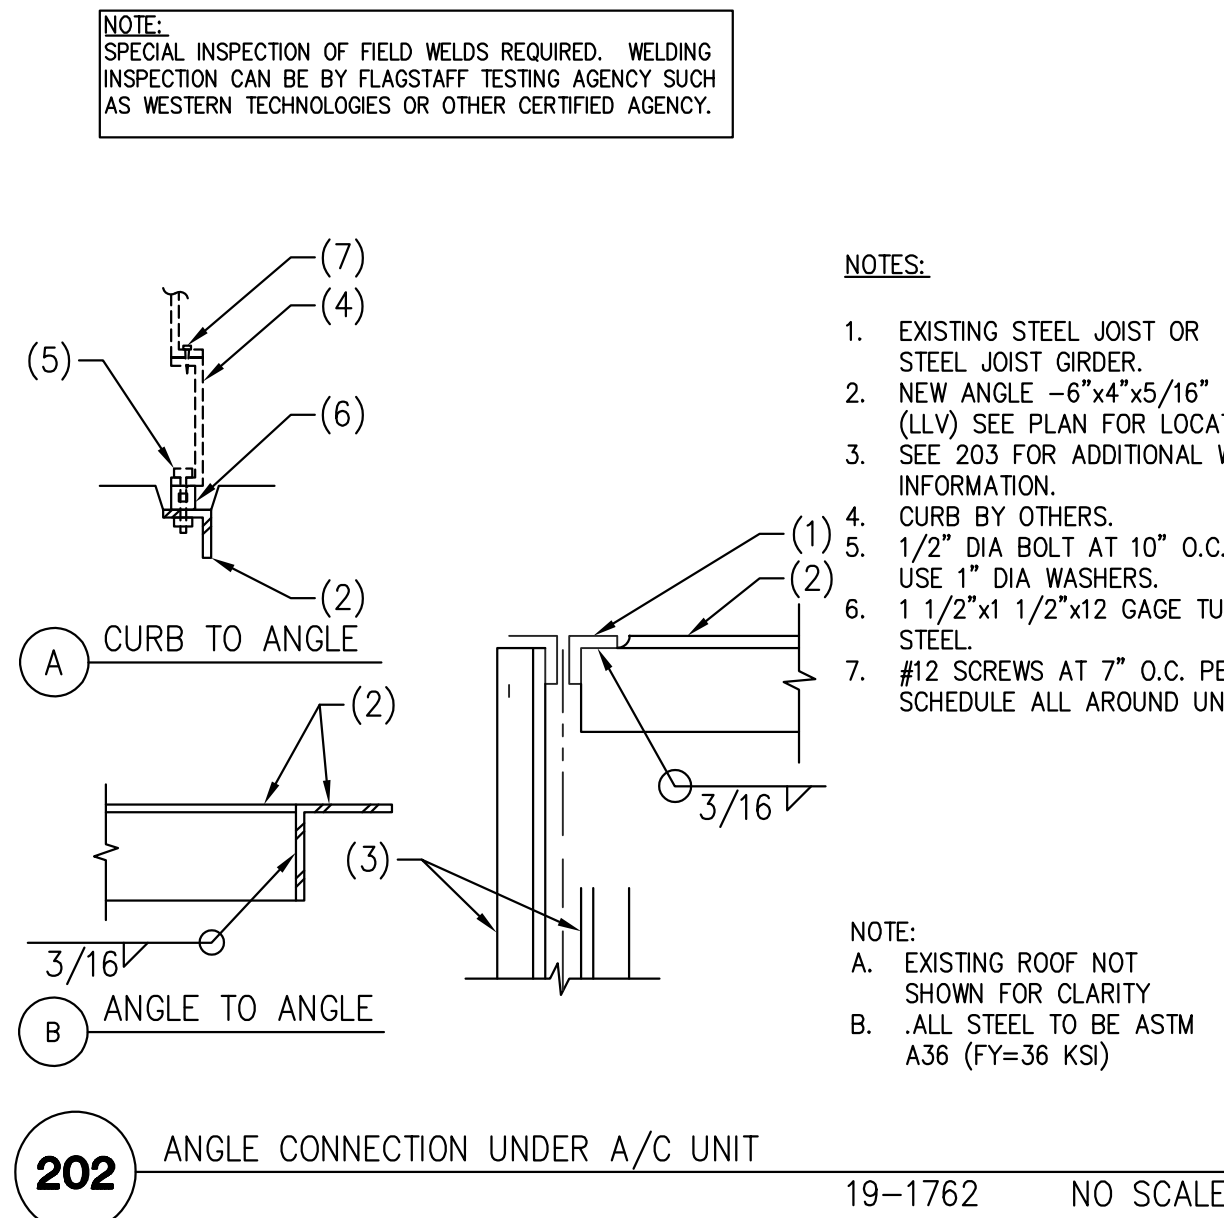 NOTE:
SPECIAL INSPECTION OF FIELD WELDS REQUIRED. WELDING
INSPECTION CAN BE BY FLAGSTAFF TESTING AGENCY SUCH
AS WESTERN TECHNOLOGIES OR OTHER CERTIFIED AGENCY.
(7)
(4)
(5)
(6)
(2)
A CURB TO ANGLE
(2)
3/16
B ANGLE TO ANGLE
(1)
(2)
3/16
(3)
NOTES:
1. EXISTING STEEL JOIST OR
STEEL JOIST GIRDER.
2. NEW ANGLE -6"x4"x5/16"
(LLV) SEE PLAN FOR
3. SEE 203 FOR ADDITIONAL
INFORMATION.
4. CURB BY OTHERS.
5. 1/2" DIA BOLT AT 10" O.C.
USE 1" DIA WASHERS.
6. 1 1/2"x1 1/2"x12 GAGE
STEEL.
7. #12 SCREWS AT 7" O.C.
SCHEDULE ALL AROUND
NOTE:
A. EXISTING ROOF NOT
SHOWN FOR CLARITY
B. .ALL STEEL TO BE ASTM
A36 (FY=36 KSI)
202 ANGLE CONNECTION UNDER A/C UNIT
19-1762 NO SCALE